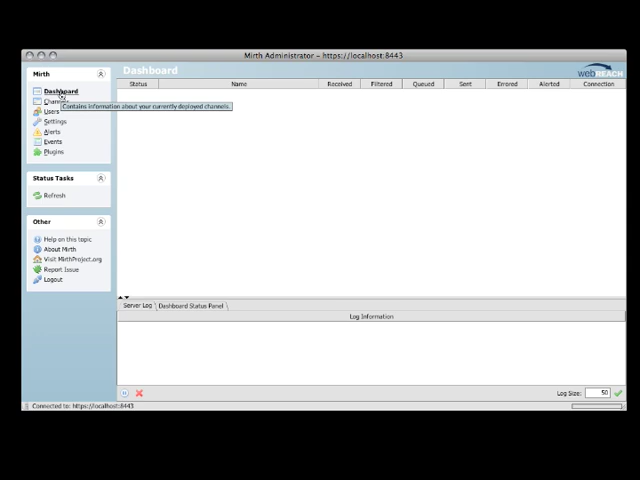 Mirth Administrator - https://localhost:8443
Mirth
Dashboard
Users
Settings
Alerts
Events
Plugins
Contains information about your currently deployed channels.
Status Tasks
Refresh
Other
Help on this topic
About Mirth
Visit MirthProject.org
Report Issue
Logout
Dashboard
webREACH
Status Name Received Filtered Queued Sent Errored Alerted Connection
Server Log Dashboard Status Panel
Log Information
Log Size: 50
Connected to: https://localhost:8443